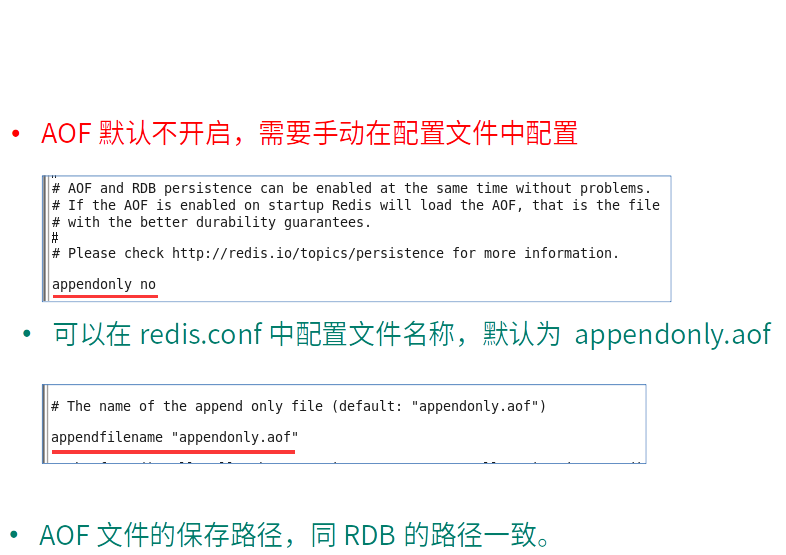 • AOF 默认不开启，需要手动在配置文件中配置
# AOF and RDB persistence can be enabled at the same time without problems.
# If the AOF is enabled on startup Redis will load the AOF, that is the file
# with the better durability guarantees.
#
# Please check http://redis.io/topics/persistence for more information.
appendonly no
• 可以在 redis.conf 中配置文件名称，默认为 appendonly.aof
# The name of the append only file (default: "appendonly.aof")
appendfilename "appendonly.aof"
• AOF 文件的保存路径，同 RDB 的路径一致。